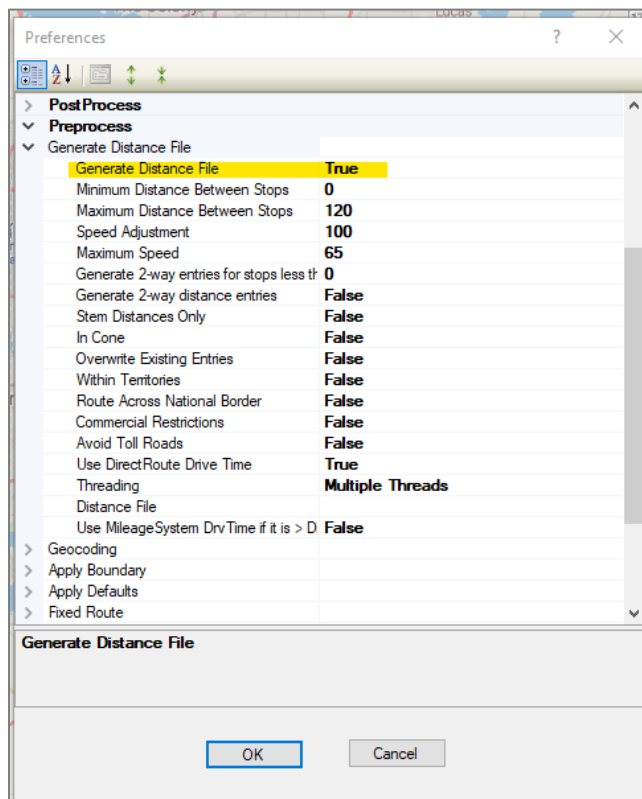 Lucas
Preferences ?
PostProcess
Preprocess
Generate Distance File
Generate Distance File True
Minimum Distance Between Stops 0
Maximum Distance Between Stops 120
Speed Adjustment 100
Maximum Speed 65
Generate 2-way entries for stops less th 0
Generate 2-way distance entries False
Stem Distances Only False
In Cone False
Overwrite Existing Entries False
Within Territories False
Route Across National Border False
Commercial Restrictions False
Avoid Toll Roads False
Use DirectRoute Drive Time True
Threading Multiple Threads
Distance File
Use MileageSystem DrvTime if it is > D False
Geocoding
Apply Boundary
Apply Defaults
Fixed Route
Generate Distance File
OK Cancel